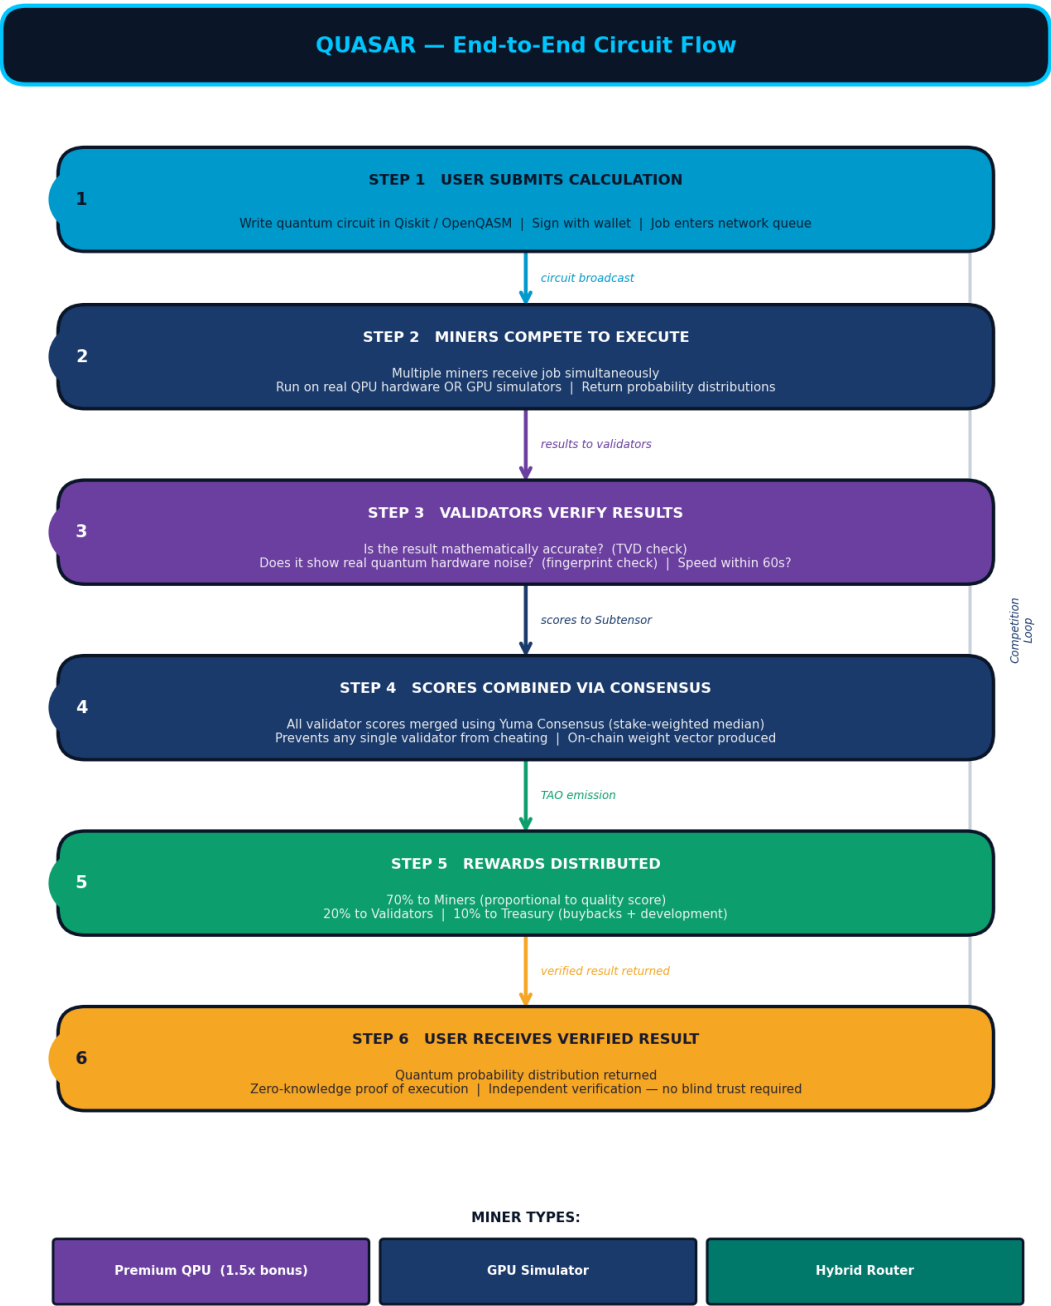 QUASAR — End-to-End Circuit Flow
1
STEP 1   USER SUBMITS CALCULATION
Write quantum circuit in Qiskit / OpenQASM  |  Sign with wallet  |  Job enters network queue
circuit broadcast
2
STEP 2   MINERS COMPETE TO EXECUTE
Multiple miners receive job simultaneously
Run on real QPU hardware OR GPU simulators  |  Return probability distributions
results to validators
3
STEP 3   VALIDATORS VERIFY RESULTS
Is the result mathematically accurate?  (TVD check)
Does it show real quantum hardware noise?  (fingerprint check)  |  Speed within 60s?
scores to Subtensor
Competition
Loop
4
STEP 4   SCORES COMBINED VIA CONSENSUS
All validator scores merged using Yuma Consensus (stake-weighted median)
Prevents any single validator from cheating  |  On-chain weight vector produced
TAO emission
5
STEP 5   REWARDS DISTRIBUTED
70% to Miners (proportional to quality score)
20% to Validators  |  10% to Treasury (buybacks + development)
verified result returned
6
STEP 6   USER RECEIVES VERIFIED RESULT
Quantum probability distribution returned
Zero-knowledge proof of execution  |  Independent verification — no blind trust required
MINER TYPES:
Premium QPU  (1.5x bonus)
GPU Simulator
Hybrid Router